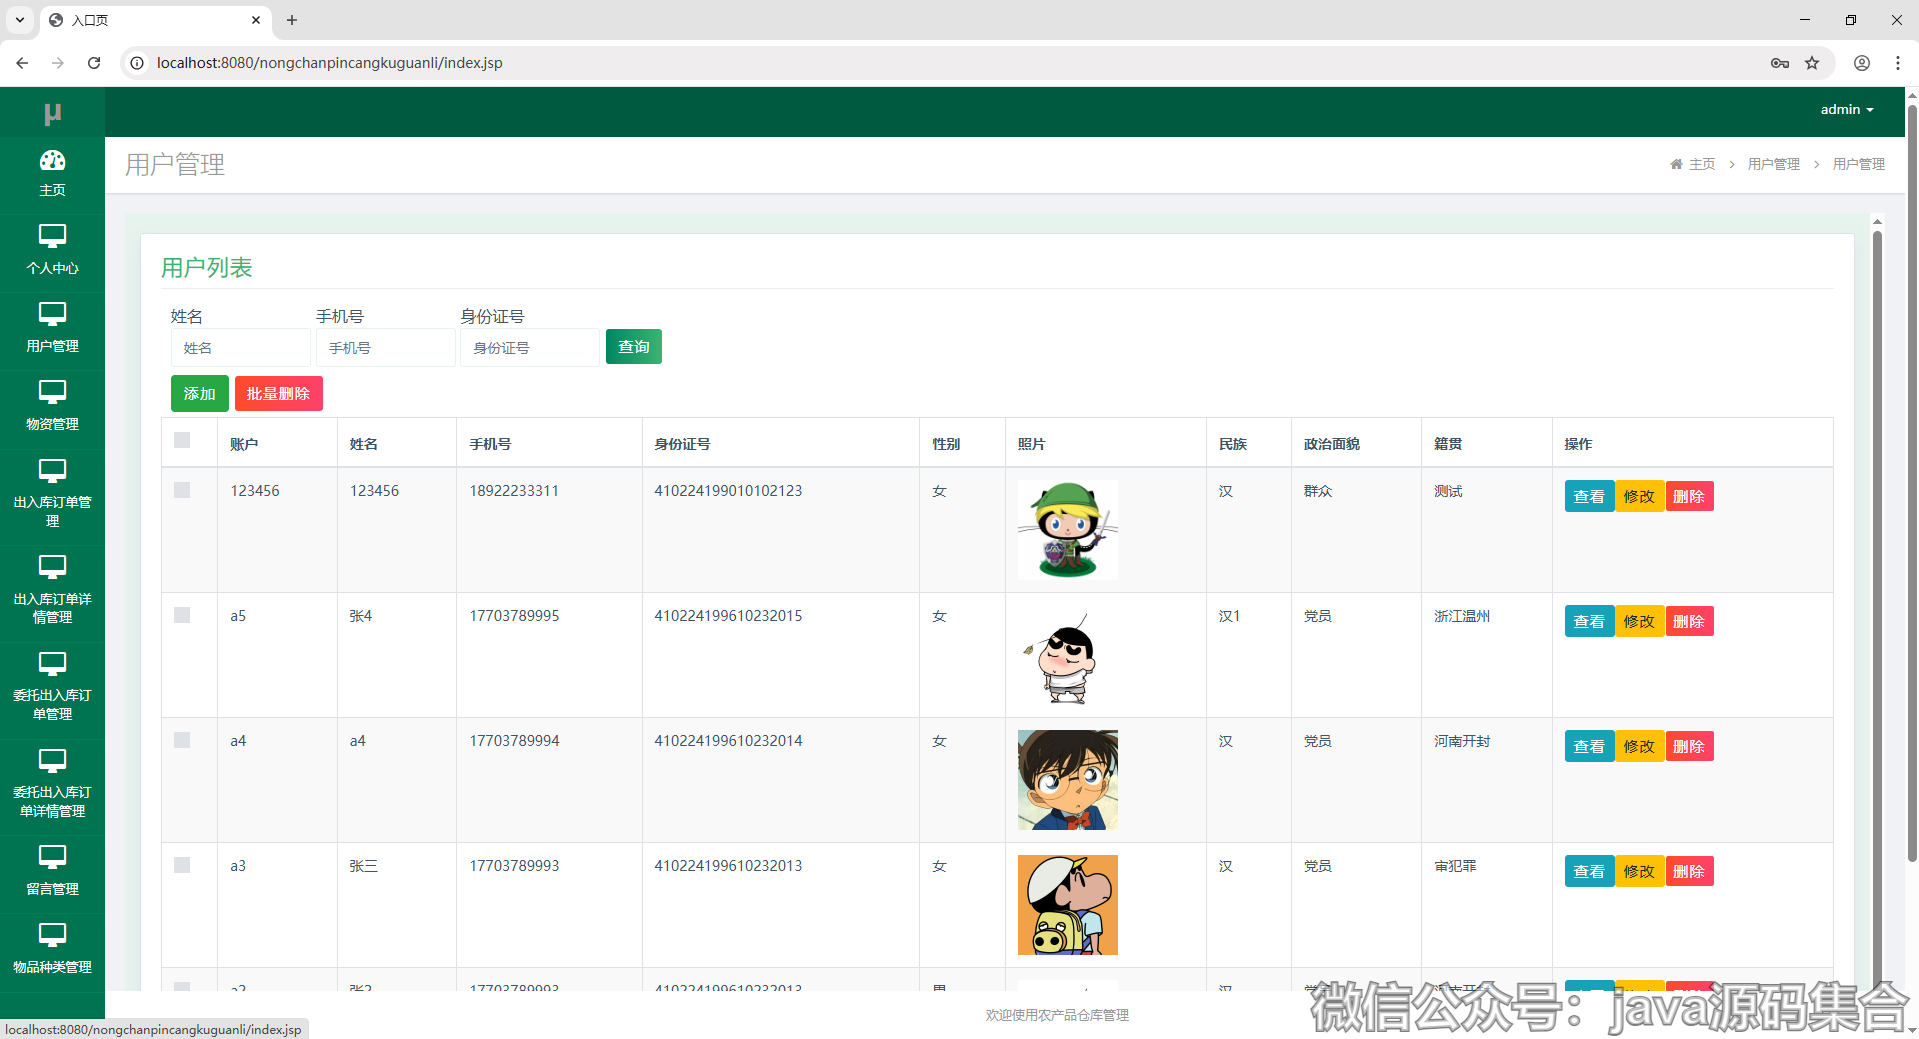 入口页
localhost:8080/nongchanpincangkuguanli/index.jsp
μ
admin
主页
个人中心
用户管理
物资管理
出入库订单管
理
出入库订单详
情管理
委托出入库订
单管理
委托出入库订
单详情管理
留言管理
物品种类管理
用户管理
主页 > 用户管理 > 用户管理
用户列表
姓名 手机号 身份证号
姓名 手机号 身份证号 查询
添加 批量删除
账户 姓名 手机号 身份证号 性别 照片 民族 政治面貌 籍贯 操作
123456 123456 18922233311 410224199010102123 女 汉 群众 测试 查看 修改 删除
a5 张4 17703789995 410224199610232015 女 汉1 党员 浙江温州 查看 修改 删除
a4 a4 17703789994 410224199610232014 女 汉 党员 河南开封 查看 修改 删除
a3 张三 17703789993 410224199610232013 女 汉 党员 审犯罪 查看 修改 删除
欢迎使用农产品仓库管理
微信公众号：java源码集合
localhost:8080/nongchanpincangkuguanli/index.jsp